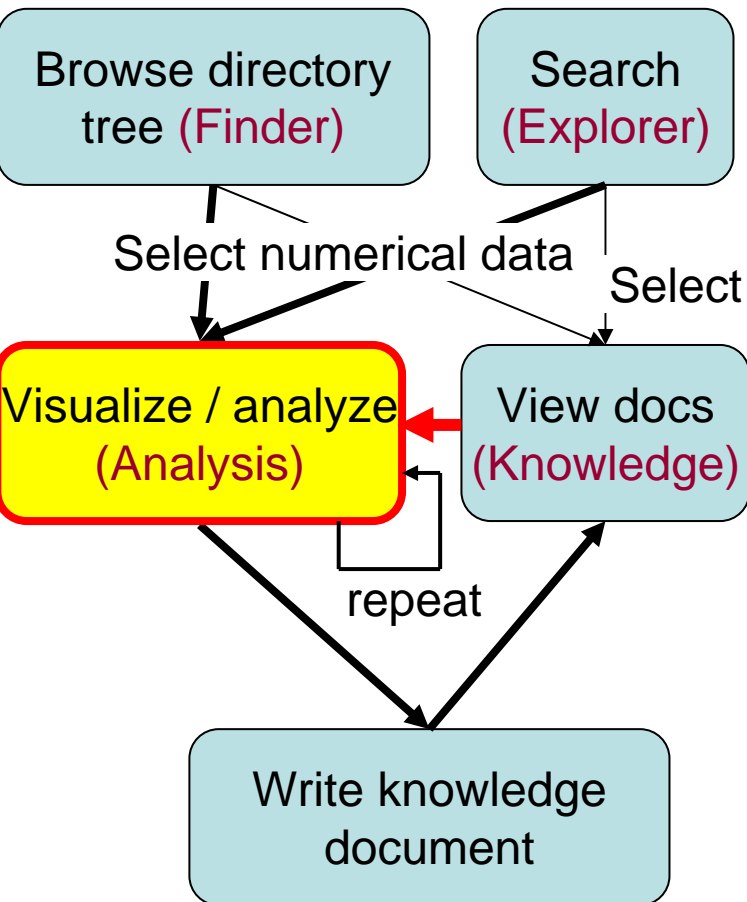 Browse directory
tree (Finder)
Search
(Explorer)
Select numerical data
Select
Visualize / analyze
(Analysis)
View docs
(Knowledge)
repeat
Write knowledge
document